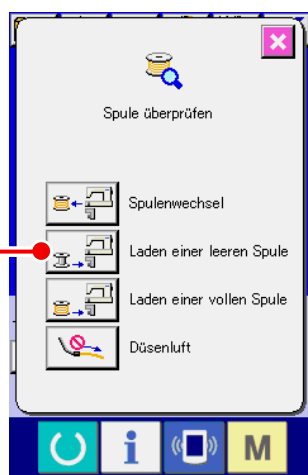 Spule überprüfen
Spulenwechsel
Laden einer leeren Spule
Laden einer vollen Spule
Düsenluft
i
M